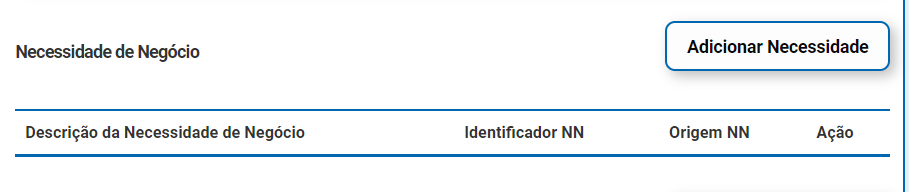 Necessidade de Negócio
Adicionar Necessidade
Descrição da Necessidade de Negócio Identificador NN Origem NN Ação